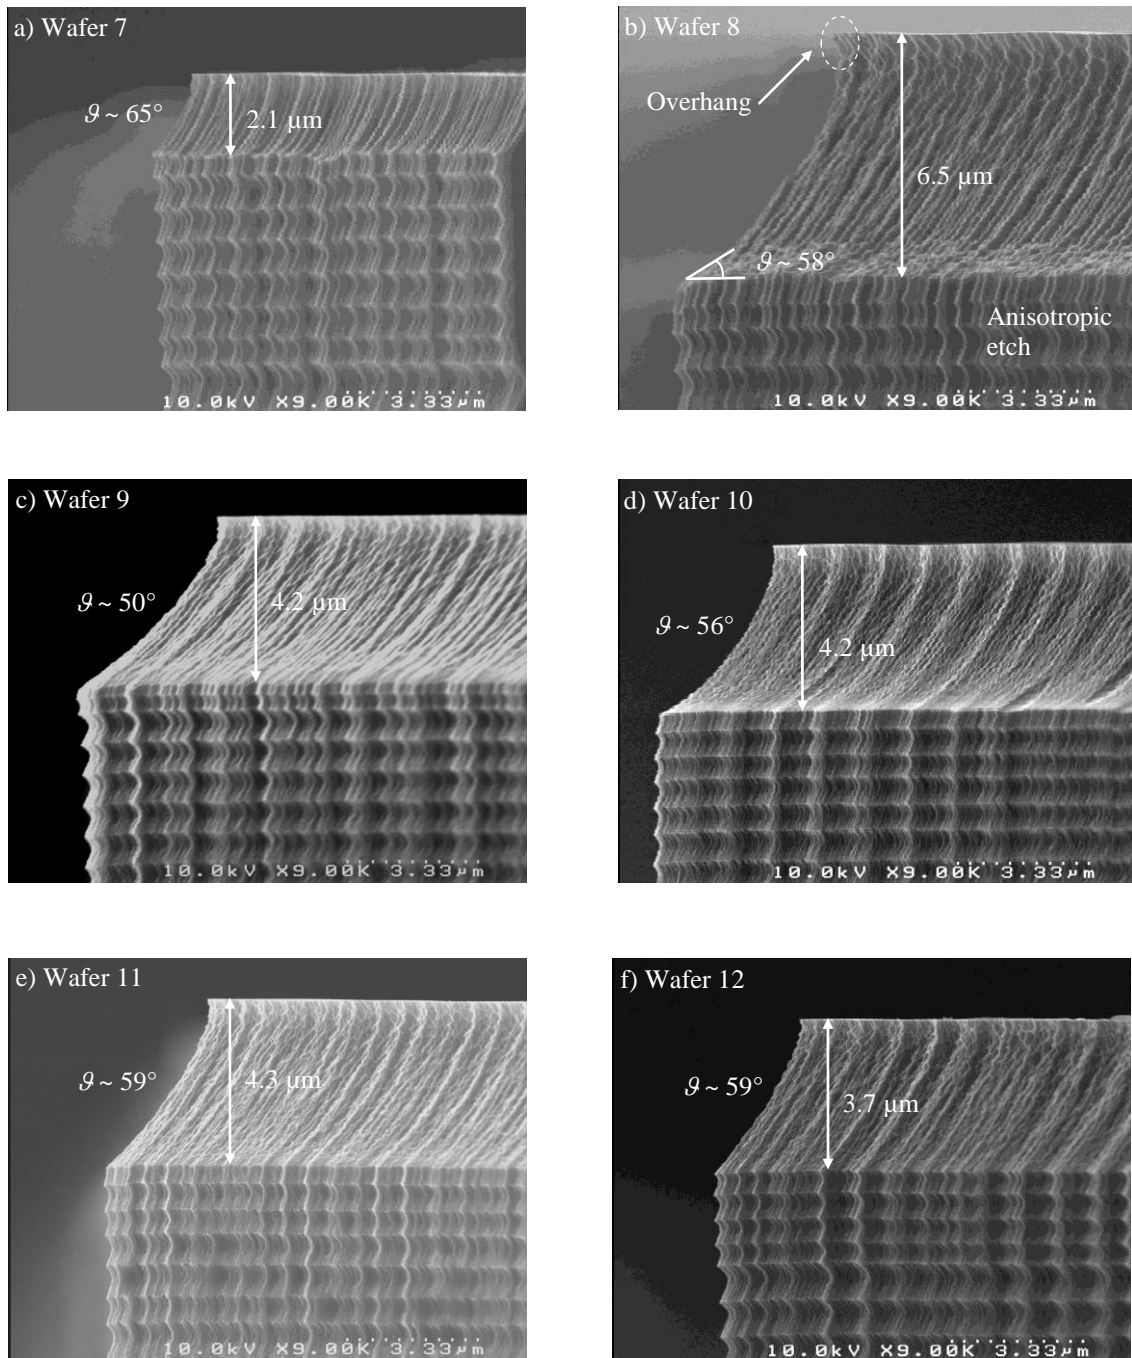 a) Wafer 7
𝜗 ~ 65°
2.1 µm
10.0kV X9.00K 3.33µm
b) Wafer 8
Overhang
6.5 µm
𝜗 ~ 58°
Anisotropic
etch
10.0kV X9.00K 3.33µm
c) Wafer 9
𝜗 ~ 50°
4.2 µm
10.0kV X9.00K 3.33µm
d) Wafer 10
𝜗 ~ 56°
4.2 µm
10.0kV X9.00K 3.33µm
e) Wafer 11
𝜗 ~ 59°
4.3 µm
10.0kV X9.00K 3.33µm
f) Wafer 12
𝜗 ~ 59°
3.7 µm
10.0kV X9.00K 3.33µm